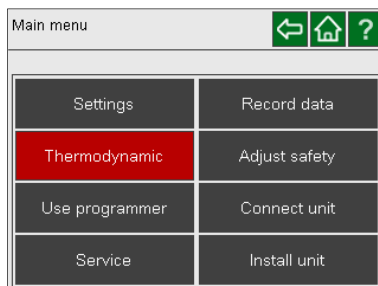 Main menu
?
Settings
Record data
Thermodynamic
Adjust safety
Use programmer
Connect unit
Service
Install unit